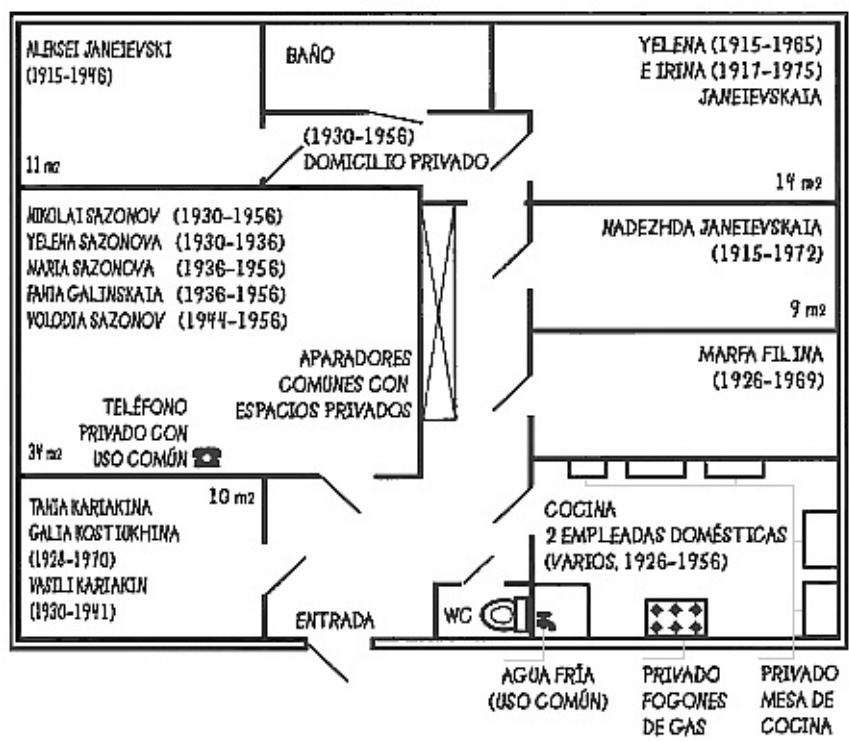 ALEKSEI JANEIEVSKI
(1915-1946)
11 m2
BAÑO
(1930-1956)
DOMICILIO PRIVADO
YELENA (1915-1965)
E IRINA (1917-1975)
JANEIEVSKAIA
14 m2
NIKOLAI SAZONOV (1930-1956)
YELENA SAZONOVA (1930-1936)
MARIA SAZONOVA (1936-1956)
FANIA GALINSKAIA (1936-1956)
VOLODIA SAZONOV (1944-1956)
APARADORES
COMUNES CON
ESPACIOS PRIVADOS
TELÉFONO
PRIVADO CON
USO COMÚN
34 m2
NADEZHDA JANEIEVSKAIA
(1915-1972)
9 m2
MARFA FILINA
(1926-1969)
10 m2
TANIA KARIAKINA
GALIA KOSTIUKHINA
(1928-1970)
VASILI KARIAKIN
(1930-1941)
ENTRADA
WC
COCINA
2 EMPLEADAS DOMÉSTICAS
(VARIOS, 1926-1956)
AGUA FRÍA
(USO COMÚN)
PRIVADO
FOGONES
DE GAS
PRIVADO
MESA DE
COCINA